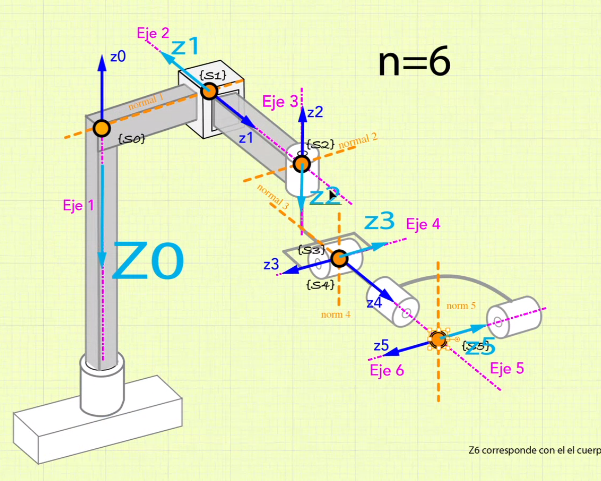 Eje 2
z1
z0
n=6
{S1}
normal 1
Eje 3
z2
{S0}
z1
{S2}
normal 2
Eje 1
normal 3
z2
z3
Eje 4
Z0
{S3}
z3
{S4}
z4
norm 4
norm 5
z5
{S5}
z5
Eje 6
Eje 5
Z6 corresponde con el el cuerp